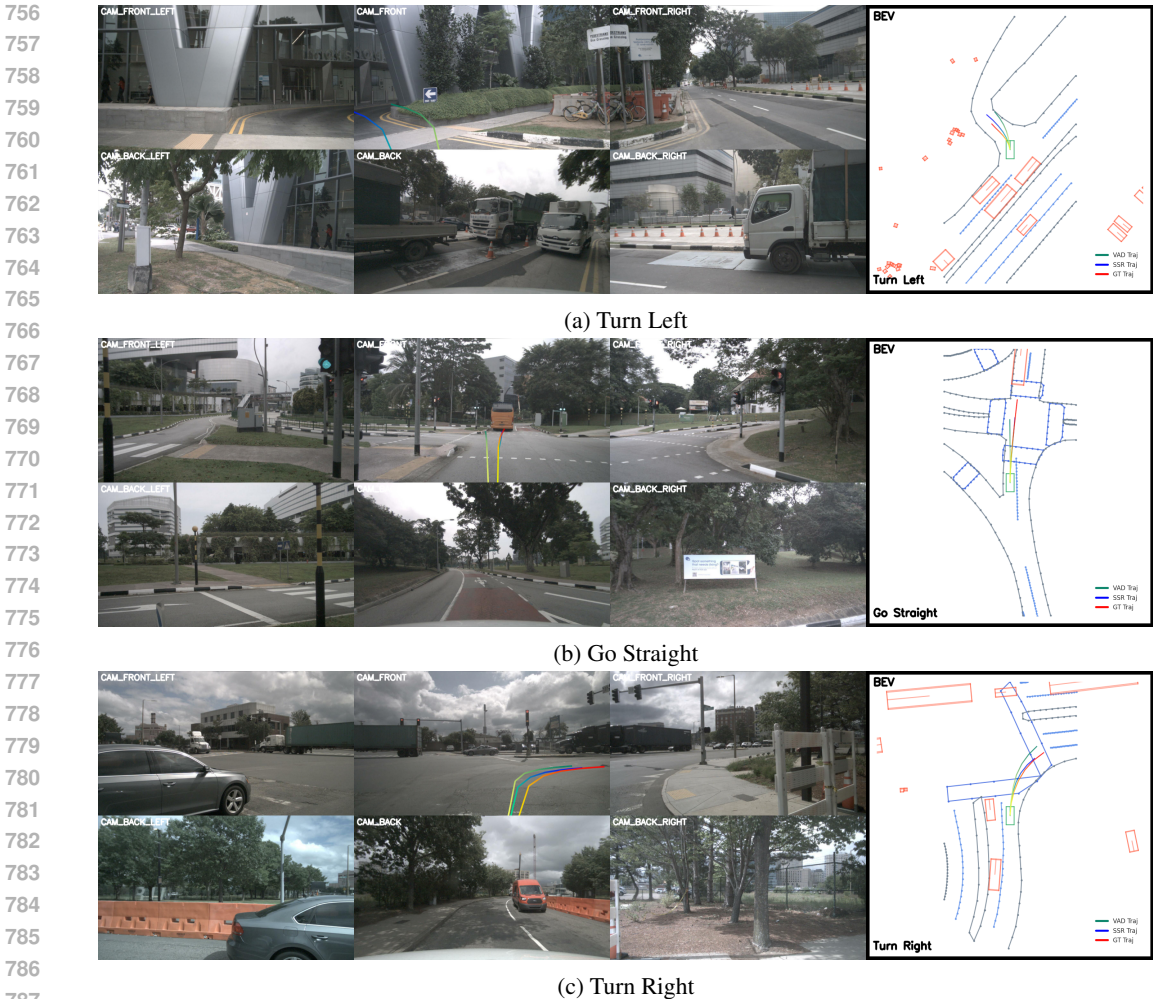 756
757
758
759
760
761
762
763
764
765
766
767
768
769
770
771
772
773
774
775
776
777
778
779
780
781
782
783
784
785
786
787
CAM_FRONT_LEFT
CAM_FRONT
CAM_FRONT_RIGHT
BEV
CAM_BACK_LEFT
CAM_BACK
CAM_BACK_RIGHT
VAD Traj
SSR Traj
GT Traj
Turn Left
(a) Turn Left
CAM_FRONT_LEFT
CAM_FRONT
CAM_FRONT_RIGHT
BEV
CAM_BACK_LEFT
CAM_BACK
CAM_BACK_RIGHT
VAD Traj
SSR Traj
GT Traj
Go Straight
(b) Go Straight
CAM_FRONT_LEFT
CAM_FRONT
CAM_FRONT_RIGHT
BEV
CAM_BACK_LEFT
CAM_BACK
CAM_BACK_RIGHT
VAD Traj
SSR Traj
GT Traj
Turn Right
(c) Turn Right